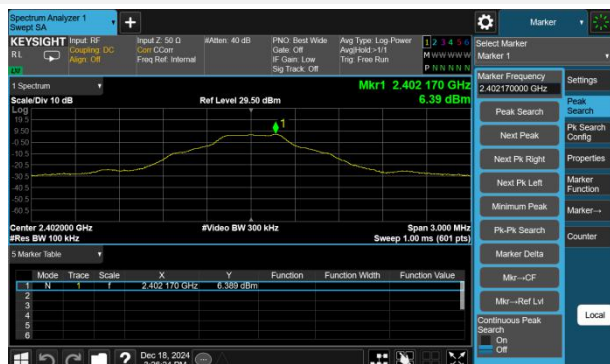 Spectrum Analyzer 1
Swept SA
Marker
KEYSIGHT
RL
LV
Input: RF
Coupling: DC
Align: Off
Input Z: 50 Ω
Corr CCorr
Freq Ref: Internal
#Atten: 40 dB
PNO: Best Wide
Gate: Off
IF Gain: Low
Sig Track: Off
Avg Type: Log-Power
Avg|Hold:>1/1
Trig: Free Run
1 2 3 4 5 6
M W W W W W
P N N N N N
Select Marker
Marker 1
1 Spectrum
Scale/Div 10 dB
Ref Level 29.50 dBm
Mkr1 2.402 170 GHz
6.39 dBm
Log
19.5
9.50
-0.50
-10.5
-20.5
-30.5
-40.5
-50.5
-60.5
1
Center 2.402000 GHz
#Video BW 300 kHz
Span 3.000 MHz
#Res BW 100 kHz
Sweep 1.00 ms (601 pts)
5 Marker Table
Mode Trace Scale X Y Function Function Width Function Value
1 N 1 f 2.402 170 GHz 6.389 dBm
2
3
4
5
6
Marker Frequency
2.402170000 GHz
Peak Search
Next Peak
Next Pk Right
Next Pk Left
Minimum Peak
Pk-Pk Search
Marker Delta
Mkr→CF
Mkr→Ref Lvl
Continuous Peak
Search
On
Off
Settings
Peak
Search
Pk Search
Config
Properties
Marker
Function
Marker→
Counter
Local
?
Dec 18, 2024